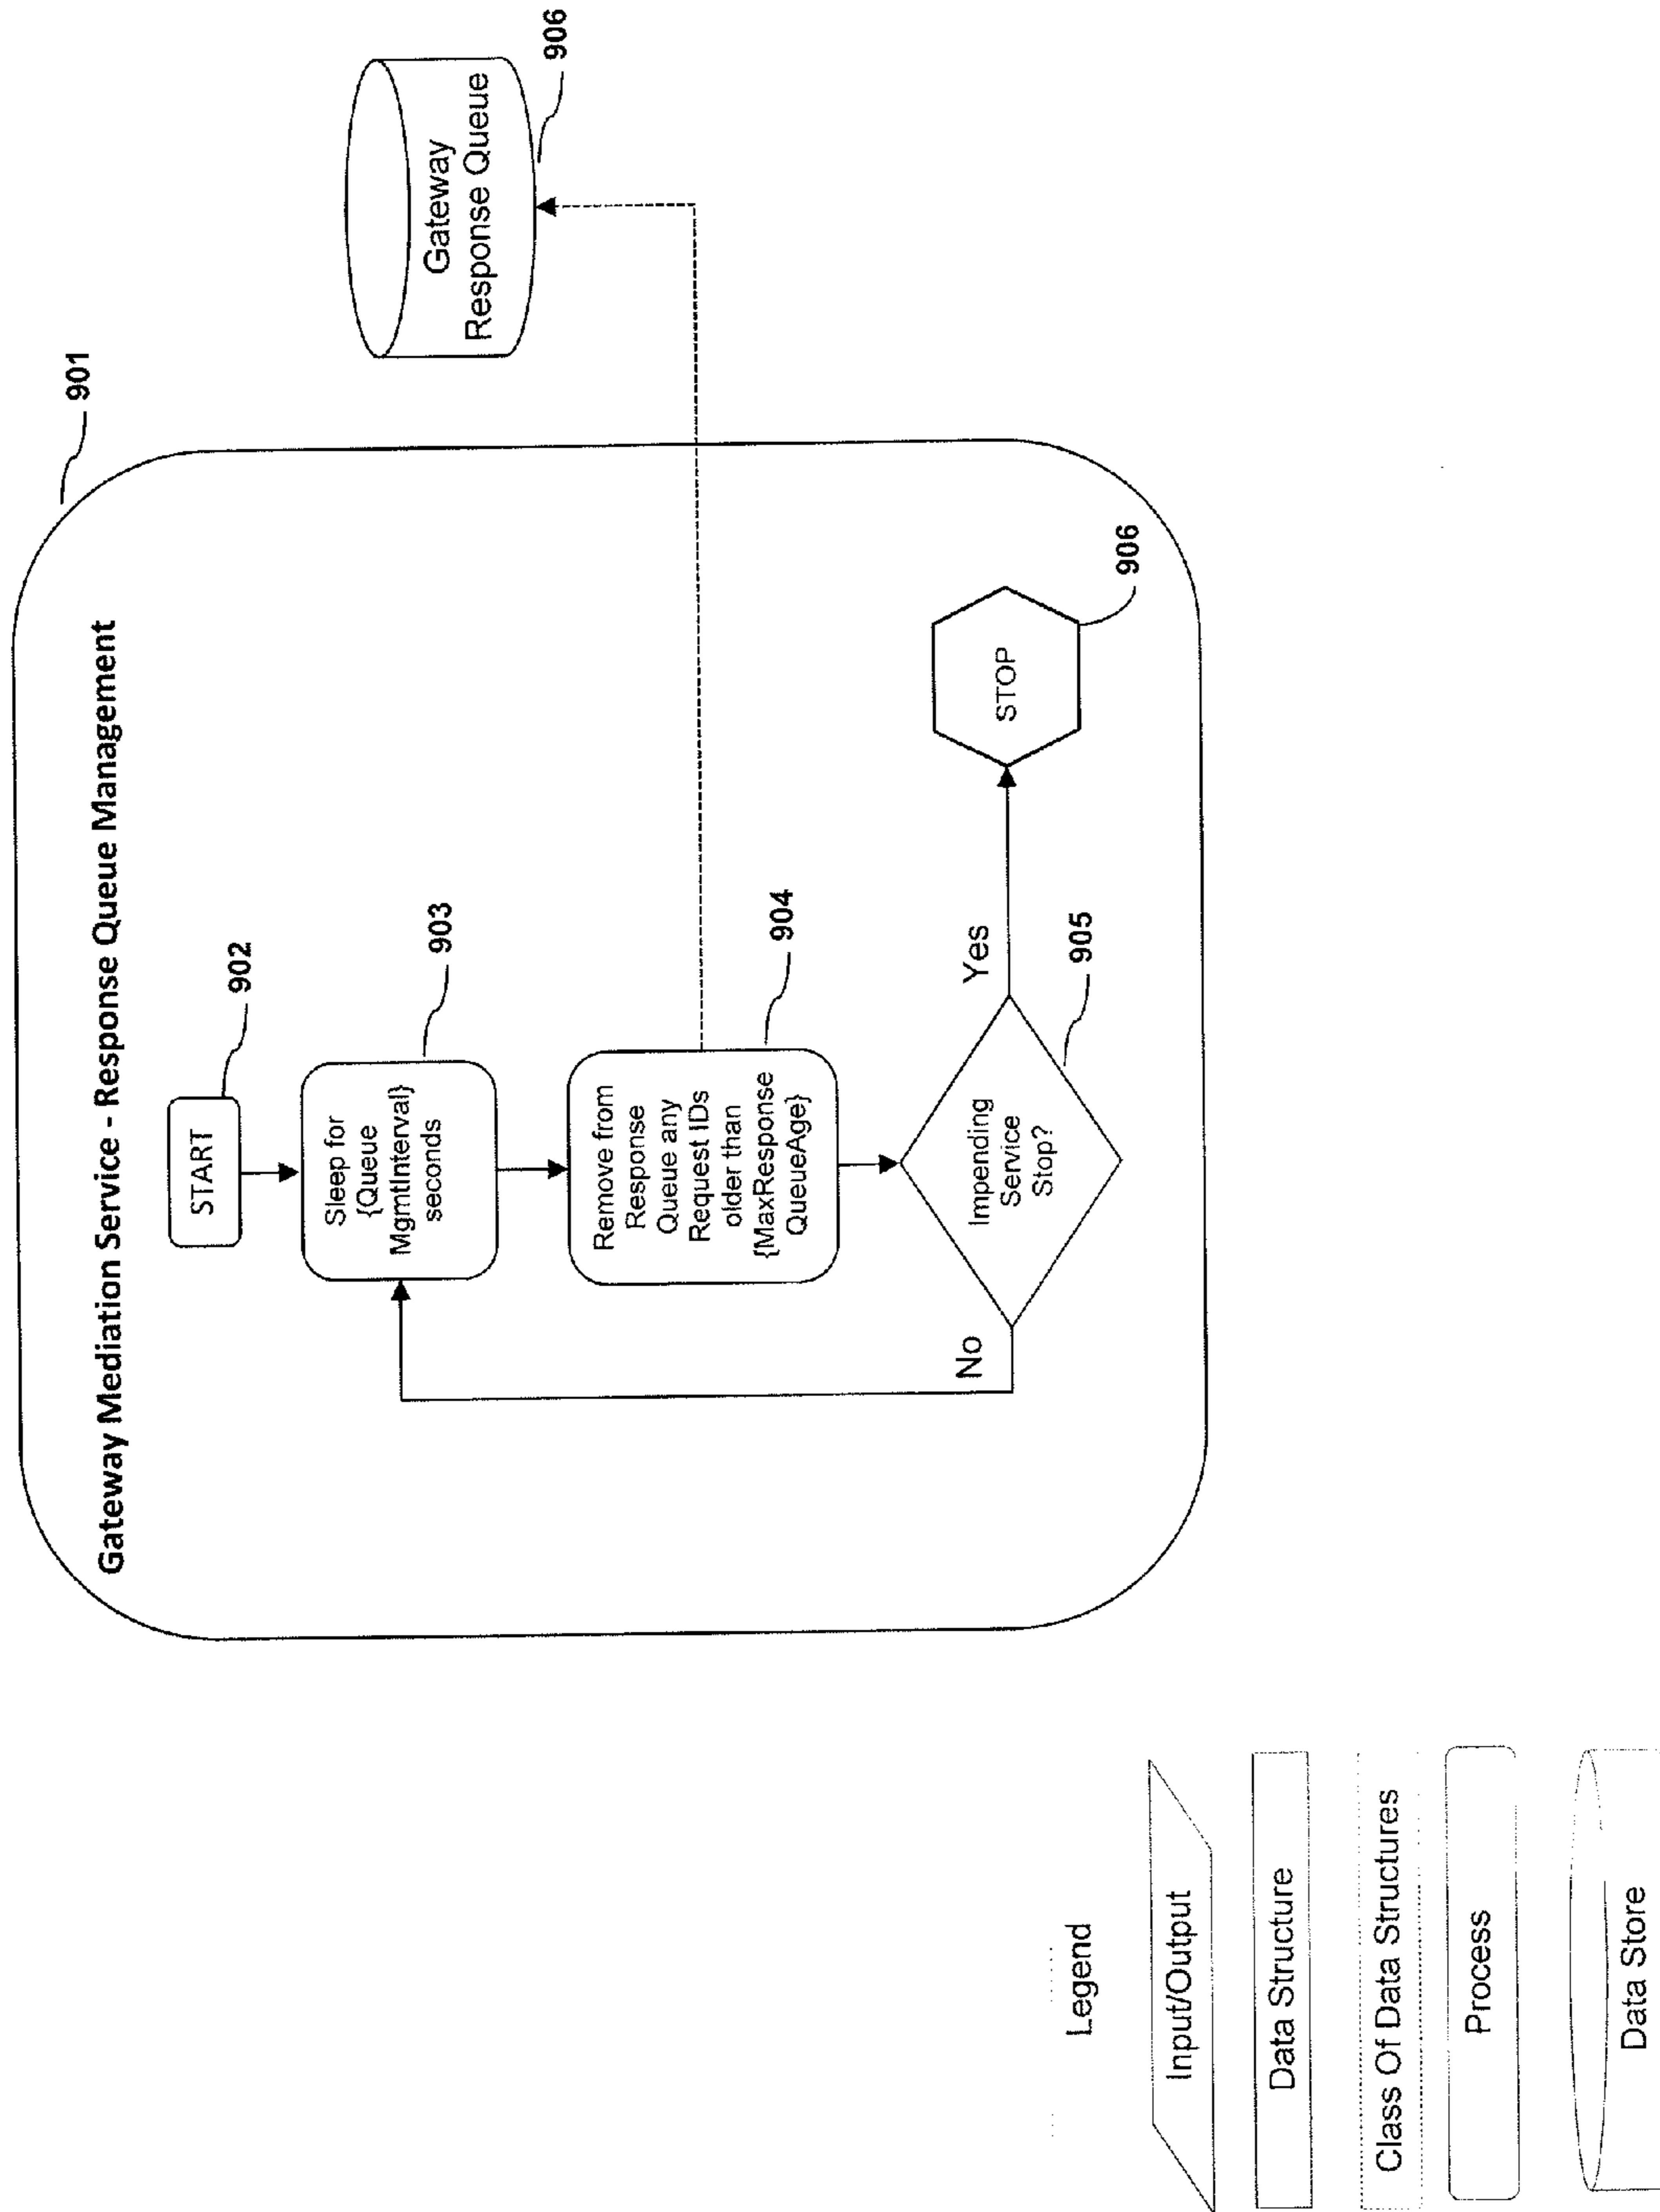 Gateway Mediation Service - Response Queue Management
901
START
902
Sleep for
{Queue
MgmtInterval}
seconds
903
Remove from
Response
Queue any
Request IDs
older than
{MaxResponse
QueueAge}
904
Impending
Service
Stop?
905
No
Yes
STOP
906
Gateway
Response Queue
906
Legend
Input/Output
Data Structure
Class Of Data Structures
Process
Data Store